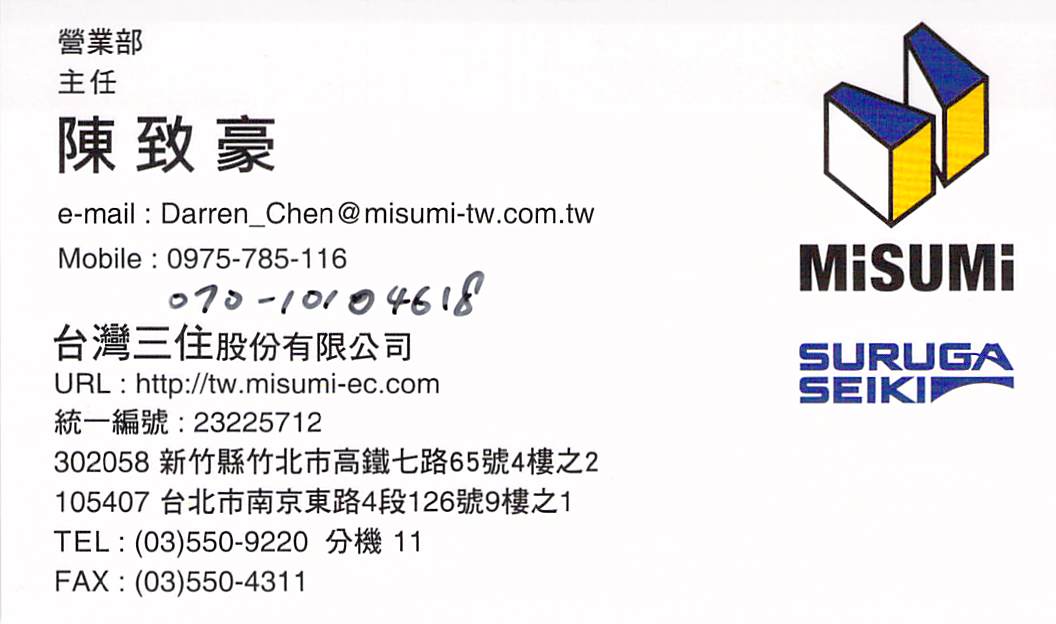 營業部
主任
陳致豪
e-mail : Darren_Chen@misumi-tw.com.tw
Mobile : 0975-785-116
070-10104618
台灣三住股份有限公司
URL : http://tw.misumi-ec.com
統一編號 : 23225712
302058 新竹縣竹北市高鐵七路65號4樓之2
105407 台北市南京東路4段126號9樓之1
TEL : (03)550-9220 分機 11
FAX : (03)550-4311
MiSUMi
SURUGA
SEIKI